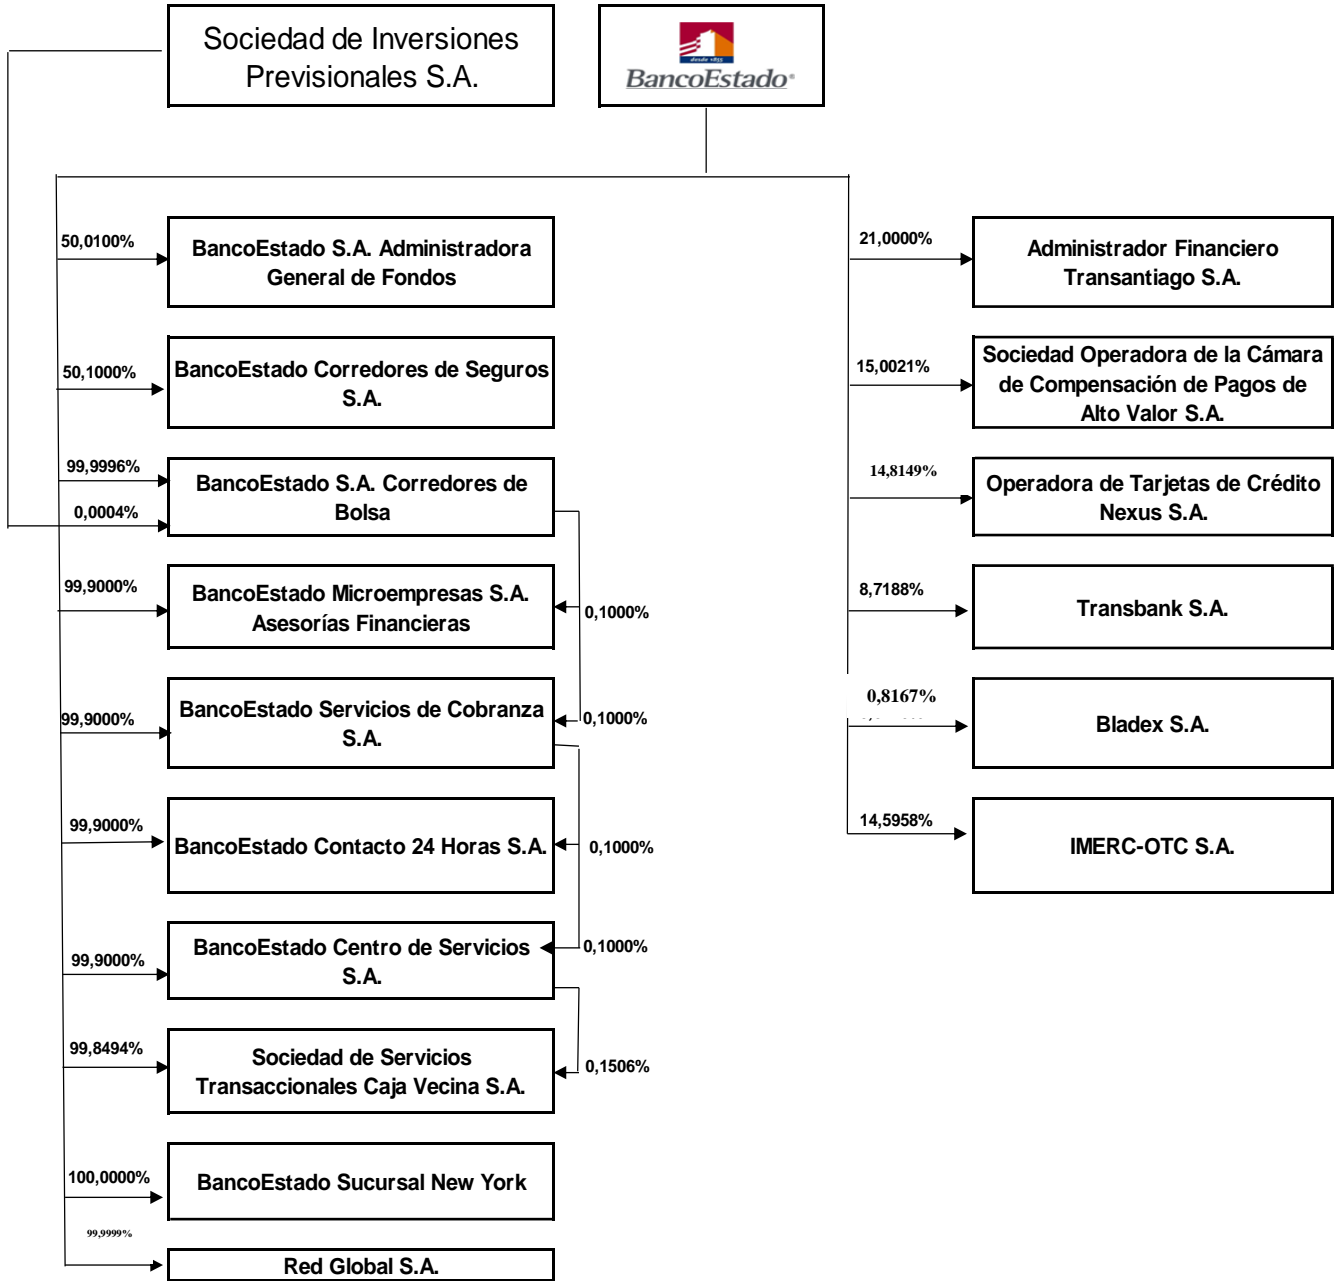 Sociedad de Inversiones
Previsionales S.A.
desde 1855
BancoEstado®
50,0100%
BancoEstado S.A. Administradora
General de Fondos
50,1000%
BancoEstado Corredores de Seguros
S.A.
99,9996%
0,0004%
BancoEstado S.A. Corredores de
Bolsa
99,9000%
BancoEstado Microempresas S.A.
Asesorías Financieras
0,1000%
99,9000%
BancoEstado Servicios de Cobranza
S.A.
0,1000%
99,9000%
BancoEstado Contacto 24 Horas S.A.
0,1000%
99,9000%
BancoEstado Centro de Servicios
S.A.
0,1000%
99,8494%
Sociedad de Servicios
Transaccionales Caja Vecina S.A.
0,1506%
100,0000%
BancoEstado Sucursal New York
99,9999%
Red Global S.A.
21,0000%
Administrador Financiero
Transantiago S.A.
15,0021%
Sociedad Operadora de la Cámara
de Compensación de Pagos de
Alto Valor S.A.
14,8149%
Operadora de Tarjetas de Crédito
Nexus S.A.
8,7188%
Transbank S.A.
0,8167%
Bladex S.A.
14,5958%
IMERC-OTC S.A.